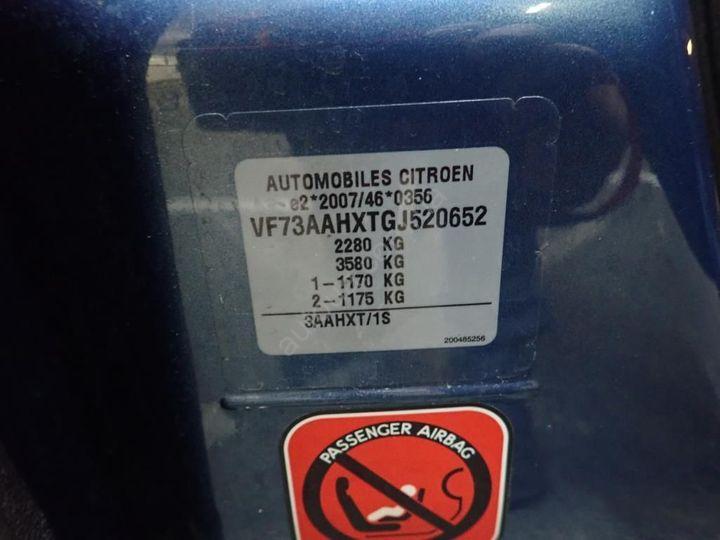 AUTOMOBILES CITROEN
e2*2007/46*0356
VF73AAHXTGJ520652
2280 KG
3580 KG
1-1170 KG
2-1175 KG
3AAHXT/1S
200485256
PASSENGER AIRBAG